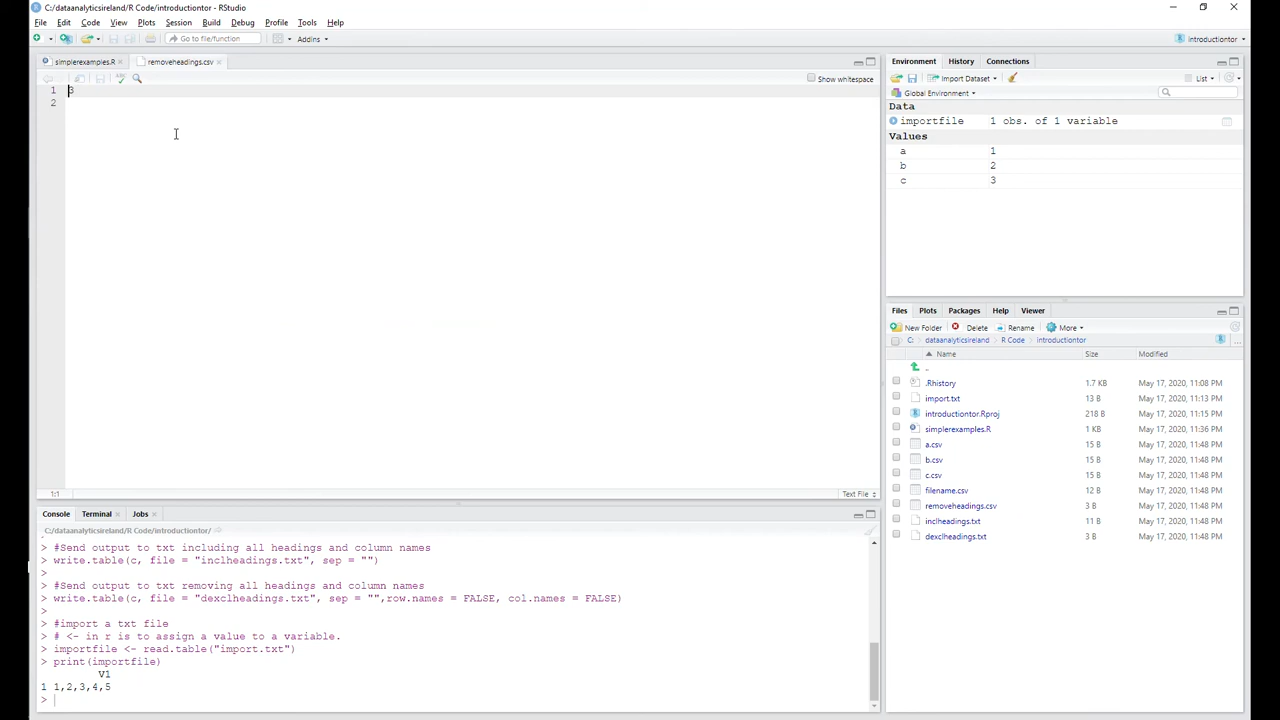 C:/dataanalyticsireland/R Code/introductiontor - RStudio
File Edit Code View Plots Session Build Debug Profile Tools Help
Go to file/function Addins introductiontor
simplerexamples.R removeheadings.csv
Show whitespace
1 3
2
1:1 Text File
Console Terminal Jobs
C:/dataanalyticsireland/R Code/introductiontor/
> #Send output to txt including all headings and column names
> write.table(c, file = "inclheadings.txt", sep = "")
>
> #Send output to txt removing all headings and column names
> write.table(c, file = "dexclheadings.txt", sep = "",row.names = FALSE, col.names = FALSE)
>
> #import a txt file
> # <- in r is to assign a value to a variable.
> importfile <- read.table("import.txt")
> print(importfile)
V1
1 1,2,3,4,5
>
Environment History Connections
Import Dataset List
Global Environment
Data
importfile 1 obs. of 1 variable
Values
a 1
b 2
c 3
Files Plots Packages Help Viewer
New Folder Delete Rename More
C: dataanalyticsireland R Code introductiontor ...
Name Size Modified
..
.Rhistory 1.7 KB May 17, 2020, 11:08 PM
import.txt 13 B May 17, 2020, 11:13 PM
introductiontor.Rproj 218 B May 17, 2020, 11:15 PM
simplerexamples.R 1 KB May 17, 2020, 11:36 PM
a.csv 15 B May 17, 2020, 11:48 PM
b.csv 15 B May 17, 2020, 11:48 PM
c.csv 15 B May 17, 2020, 11:48 PM
filename.csv 12 B May 17, 2020, 11:48 PM
removeheadings.csv 3 B May 17, 2020, 11:48 PM
inclheadings.txt 11 B May 17, 2020, 11:48 PM
dexclheadings.txt 3 B May 17, 2020, 11:48 PM